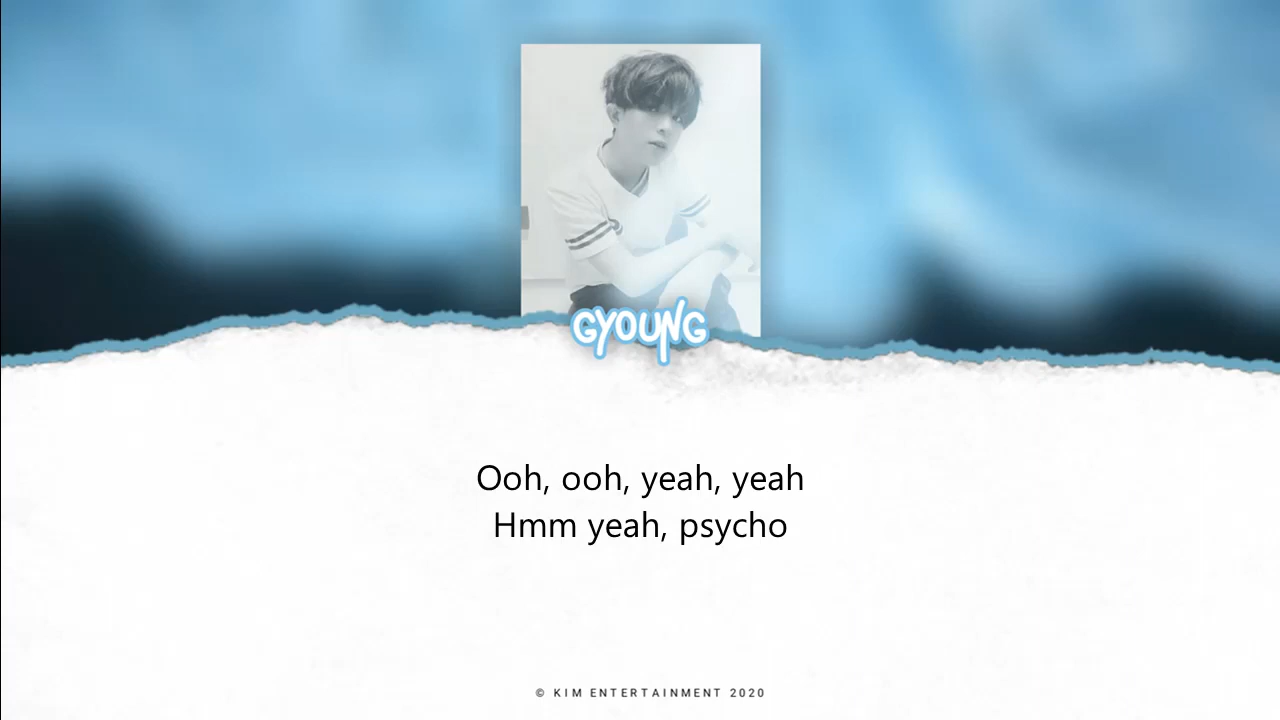 GYOUNG
Ooh, ooh, yeah, yeah
Hmm yeah, psycho
© KIM ENTERTAINMENT 2020